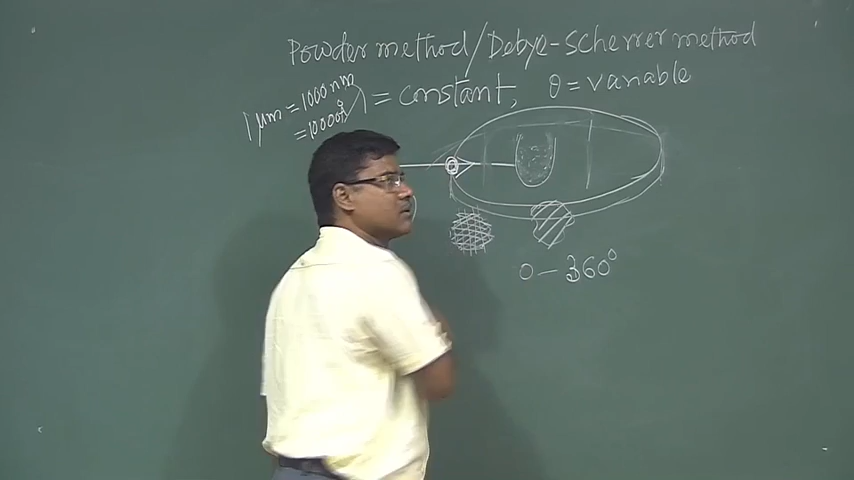 Powder method/Debye-Scherrer method
= constant, θ = variable
1 μm = 1000 nm
= 10000 Å
0 — 360°